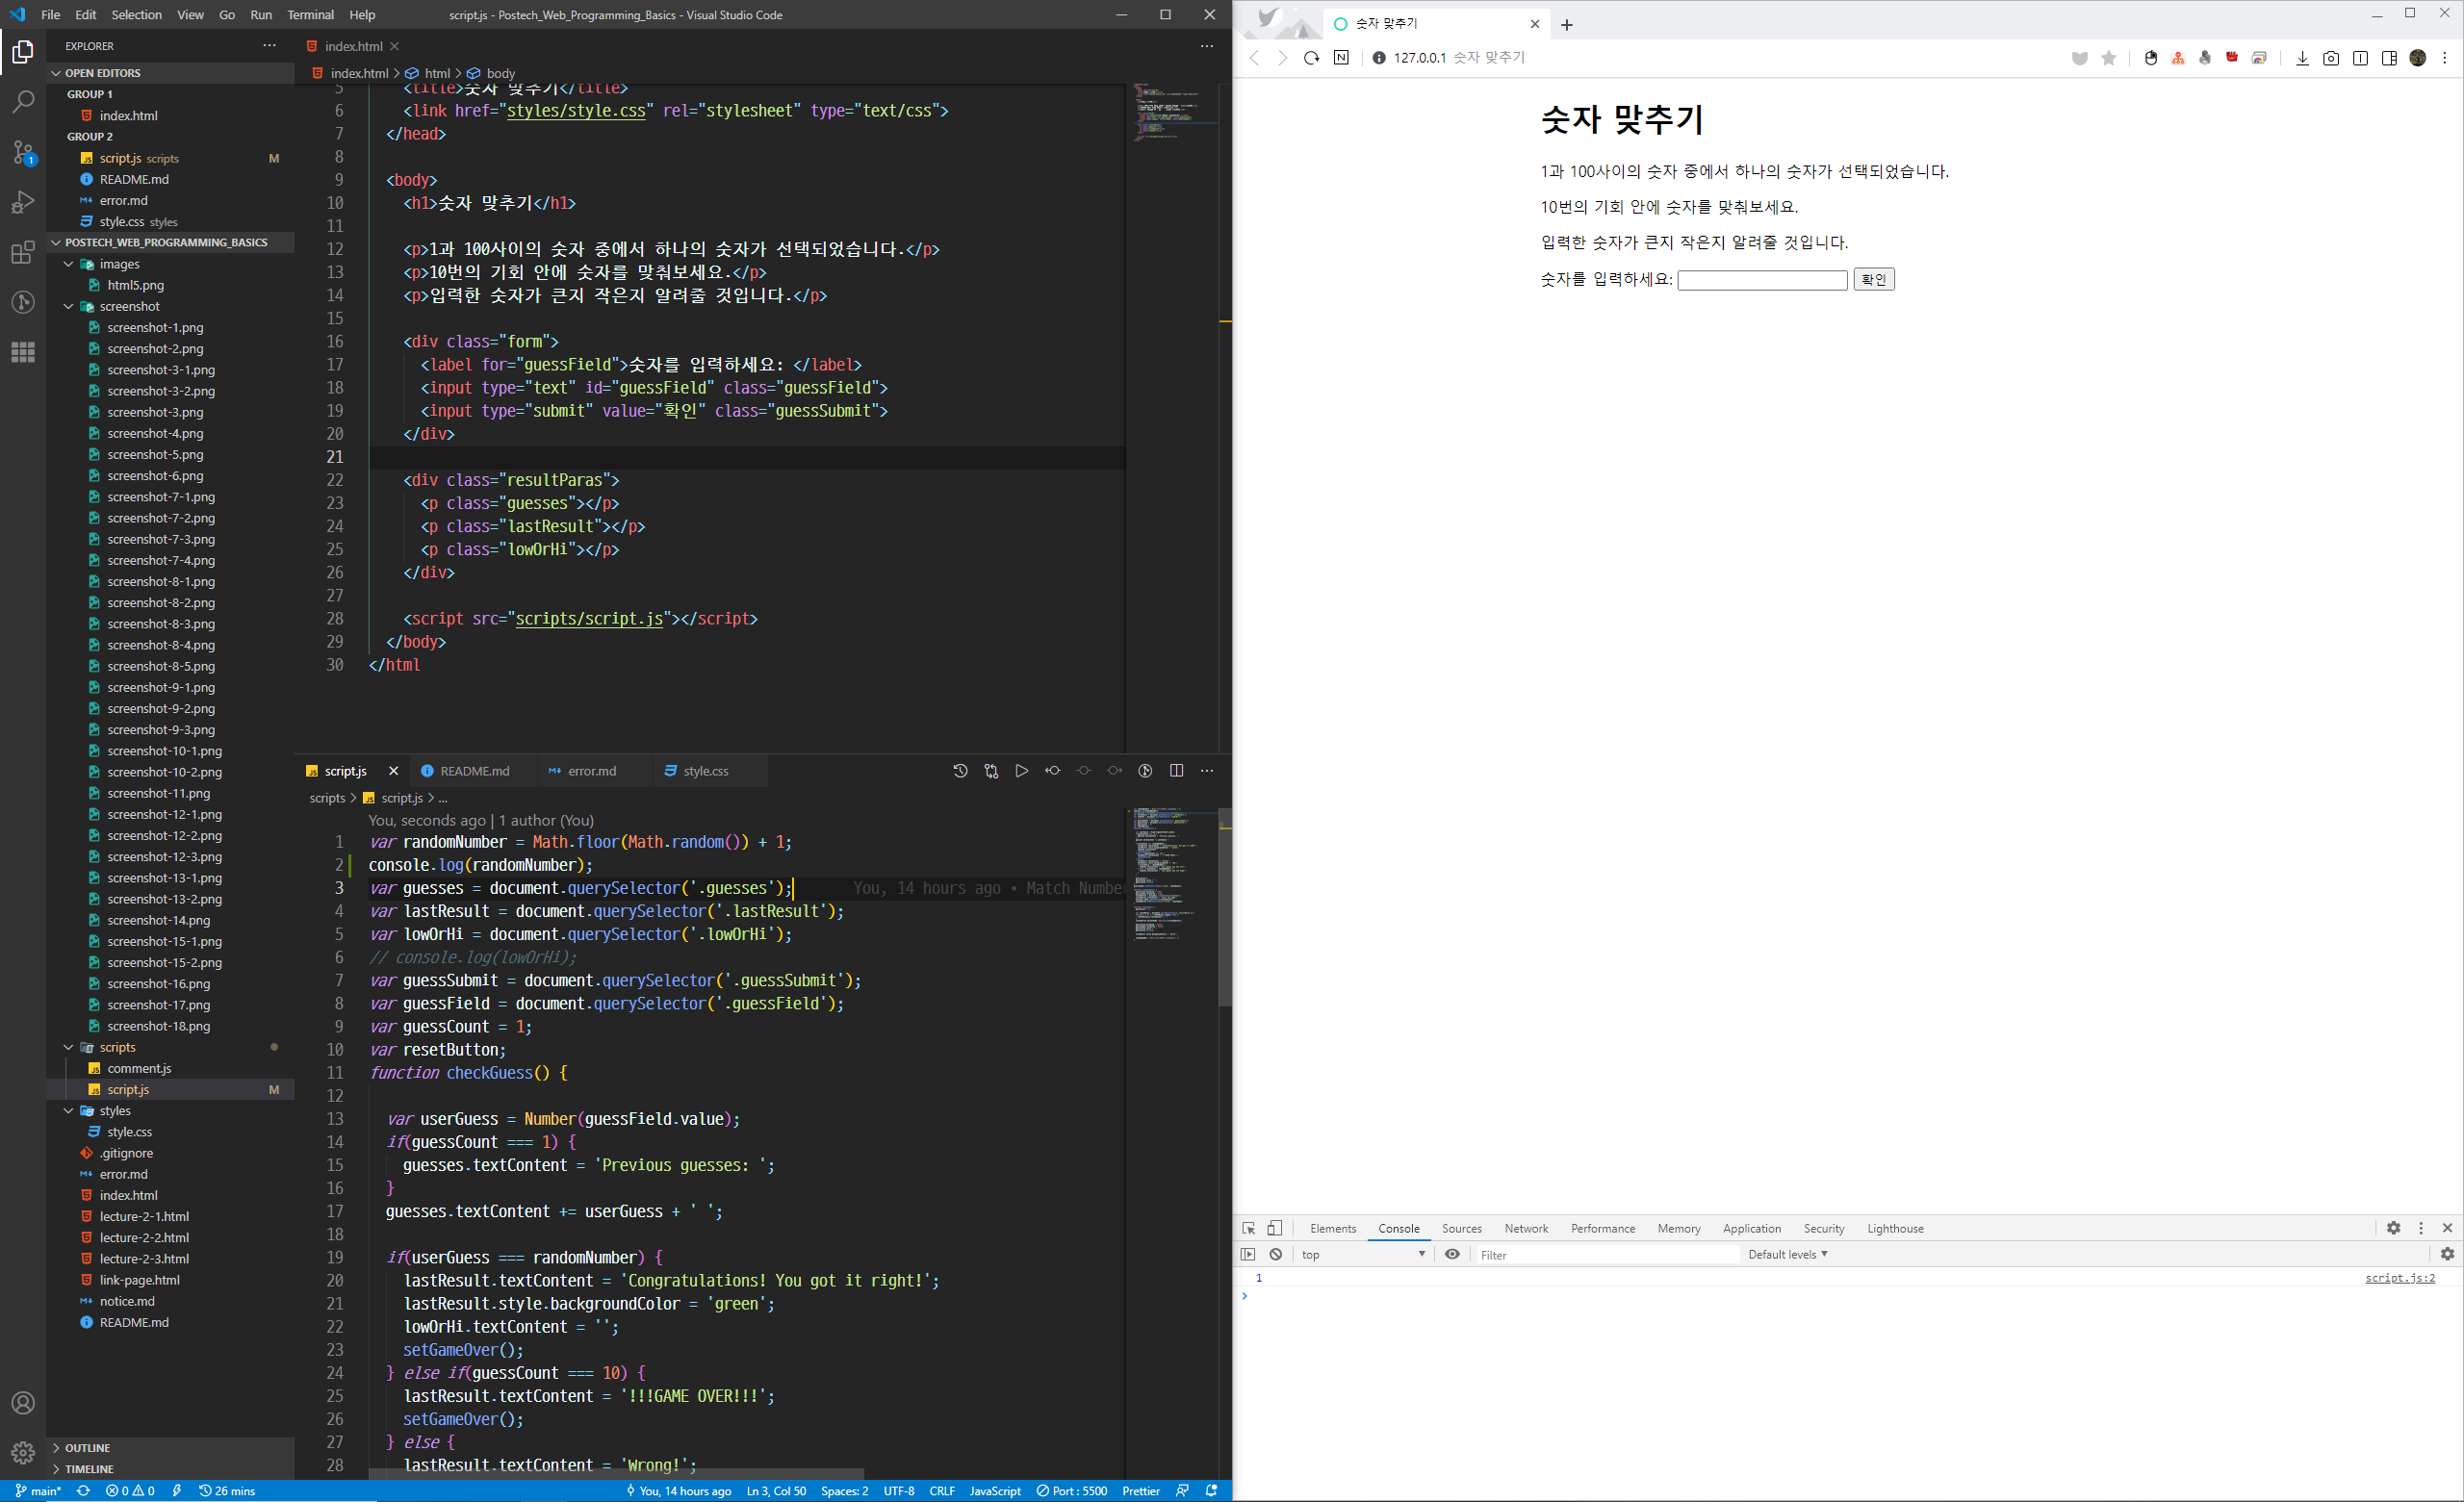 File Edit Selection View Go Run Terminal Help
script.js - Postech_Web_Programming_Basics - Visual Studio Code
EXPLORER
OPEN EDITORS
GROUP 1
index.html
GROUP 2
script.js scripts M
README.md
error.md
style.css styles
POSTECH_WEB_PROGRAMMING_BASICS
images
html5.png
screenshot
screenshot-1.png
screenshot-2.png
screenshot-3-1.png
screenshot-3-2.png
screenshot-3.png
screenshot-4.png
screenshot-5.png
screenshot-6.png
screenshot-7-1.png
screenshot-7-2.png
screenshot-7-3.png
screenshot-7-4.png
screenshot-8-1.png
screenshot-8-2.png
screenshot-8-3.png
screenshot-8-4.png
screenshot-8-5.png
screenshot-9-1.png
screenshot-9-2.png
screenshot-9-3.png
screenshot-10-1.png
screenshot-10-2.png
screenshot-11.png
screenshot-12-1.png
screenshot-12-2.png
screenshot-12-3.png
screenshot-13-1.png
screenshot-13-2.png
screenshot-14.png
screenshot-15-1.png
screenshot-15-2.png
screenshot-16.png
screenshot-17.png
screenshot-18.png
scripts
comment.js
script.js M
styles
style.css
.gitignore
error.md
index.html
lecture-2-1.html
lecture-2-2.html
lecture-2-3.html
link-page.html
notice.md
README.md
OUTLINE
TIMELINE
index.html
index.html > html > body
5 <title>숫자 맞추기</title>
6 <link href="styles/style.css" rel="stylesheet" type="text/css">
7 </head>
8
9 <body>
10 <h1>숫자 맞추기</h1>
11
12 <p>1과 100사이의 숫자 중에서 하나의 숫자가 선택되었습니다.</p>
13 <p>10번의 기회 안에 숫자를 맞춰보세요.</p>
14 <p>입력한 숫자가 큰지 작은지 알려줄 것입니다.</p>
15
16 <div class="form">
17 <label for="guessField">숫자를 입력하세요: </label>
18 <input type="text" id="guessField" class="guessField">
19 <input type="submit" value="확인" class="guessSubmit">
20 </div>
21
22 <div class="resultParas">
23 <p class="guesses"></p>
24 <p class="lastResult"></p>
25 <p class="lowOrHi"></p>
26 </div>
27
28 <script src="scripts/script.js"></script>
29 </body>
30 </html
script.js README.md error.md style.css
scripts > script.js > ...
You, seconds ago | 1 author (You)
1 var randomNumber = Math.floor(Math.random()) + 1;
2 console.log(randomNumber);
3 var guesses = document.querySelector('.guesses'); You, 14 hours ago • Match Number
4 var lastResult = document.querySelector('.lastResult');
5 var lowOrHi = document.querySelector('.lowOrHi');
6 // console.log(lowOrHi);
7 var guessSubmit = document.querySelector('.guessSubmit');
8 var guessField = document.querySelector('.guessField');
9 var guessCount = 1;
10 var resetButton;
11 function checkGuess() {
12
13 var userGuess = Number(guessField.value);
14 if(guessCount === 1) {
15 guesses.textContent = 'Previous guesses: ';
16 }
17 guesses.textContent += userGuess + ' ';
18
19 if(userGuess === randomNumber) {
20 lastResult.textContent = 'Congratulations! You got it right!';
21 lastResult.style.backgroundColor = 'green';
22 lowOrHi.textContent = '';
23 setGameOver();
24 } else if(guessCount === 10) {
25 lastResult.textContent = '!!!GAME OVER!!!';
26 setGameOver();
27 } else {
28 lastResult.textContent = 'Wrong!';
main* 0 0 26 mins You, 14 hours ago Ln 3, Col 50 Spaces: 2 UTF-8 CRLF JavaScript Port : 5500 Prettier
숫자 맞추기
127.0.0.1 숫자 맞추기
숫자 맞추기
1과 100사이의 숫자 중에서 하나의 숫자가 선택되었습니다.
10번의 기회 안에 숫자를 맞춰보세요.
입력한 숫자가 큰지 작은지 알려줄 것입니다.
숫자를 입력하세요: 확인
Elements Console Sources Network Performance Memory Application Security Lighthouse
top Filter Default levels
1 script.js:2